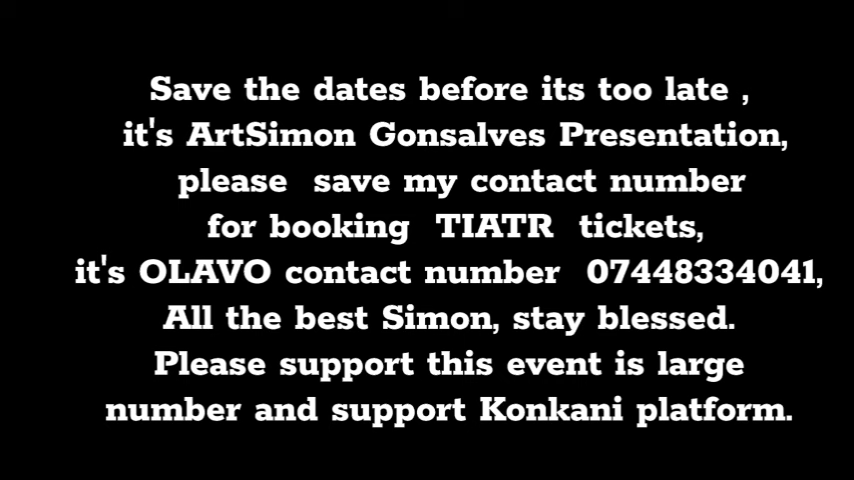 Save the dates before its too late ,
it's ArtSimon Gonsalves Presentation,
please save my contact number
for booking TIATR tickets,
it's OLAVO contact number 07448334041,
All the best Simon, stay blessed.
Please support this event is large
number and support Konkani platform.